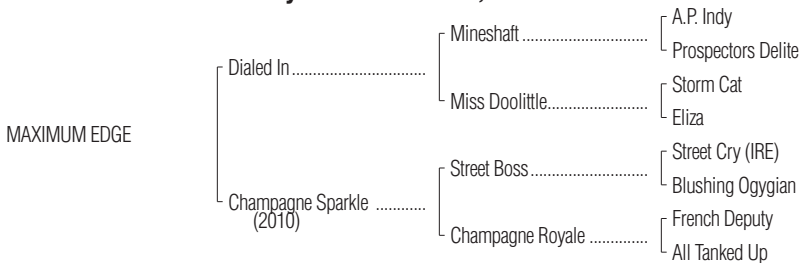 MAXIMUM EDGE
Dialed In
Champagne Sparkle
(2010)
Mineshaft
Miss Doolittle
Street Boss
Champagne Royale
A.P. Indy
Prospectors Delite
Storm Cat
Eliza
Street Cry (IRE)
Blushing Ogygian
French Deputy
All Tanked Up